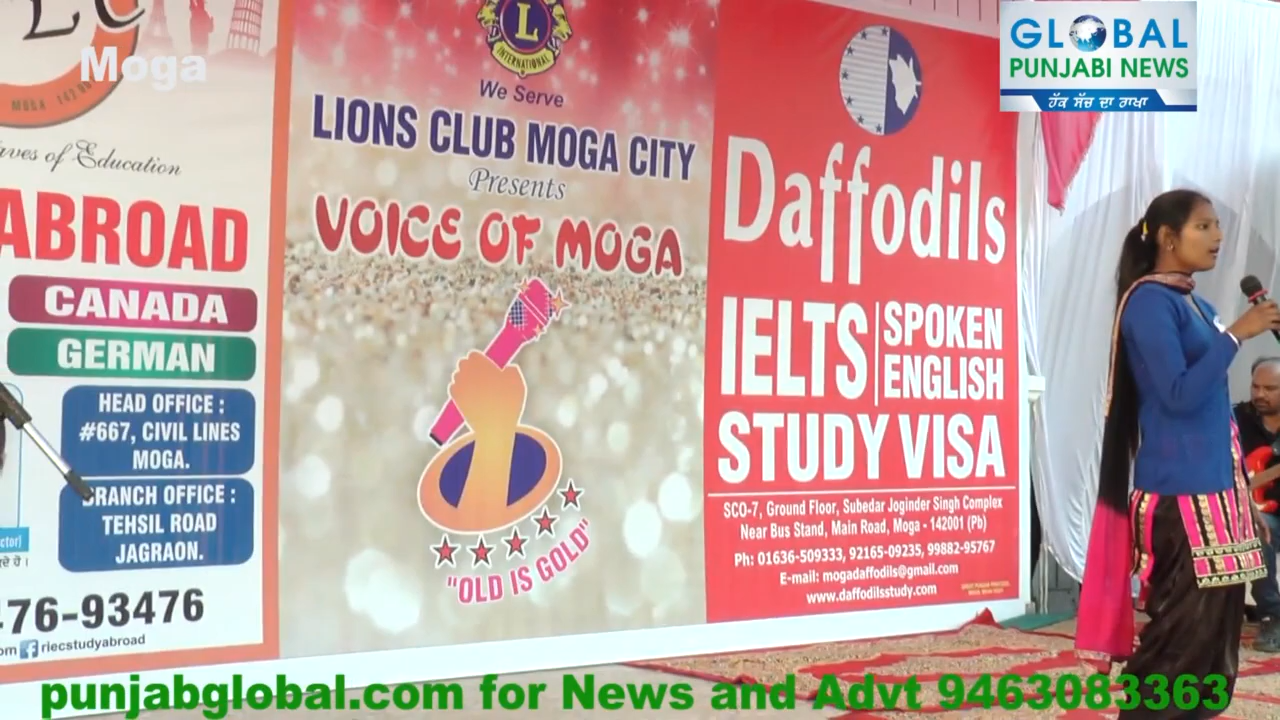 Moga
MOGA
aves of Education
ABROAD
CANADA
GERMAN
HEAD OFFICE :
#667, CIVIL LINES
MOGA.
BRANCH OFFICE :
TEHSIL ROAD
JAGRAON.
476-93476
riecstudyabroad
L
INTERNATIONAL
We Serve
LIONS CLUB MOGA CITY
Presents
VOICE OF MOGA
"OLD IS GOLD"
Daffodils
IELTS
SPOKEN
ENGLISH
STUDY VISA
SCO-7, Ground Floor, Subedar Joginder Singh Complex
Near Bus Stand, Main Road, Moga - 142001 (Pb)
Ph: 01636-509333, 92165-09235, 99882-95767
E-mail: mogadaffodils@gmail.com
www.daffodilsstudy.com
GLOBAL
PUNJABI NEWS
ਹੱਕ ਸੱਚ ਦਾ ਰਾਖਾ
punjabglobal.com for News and Advt 9463083363